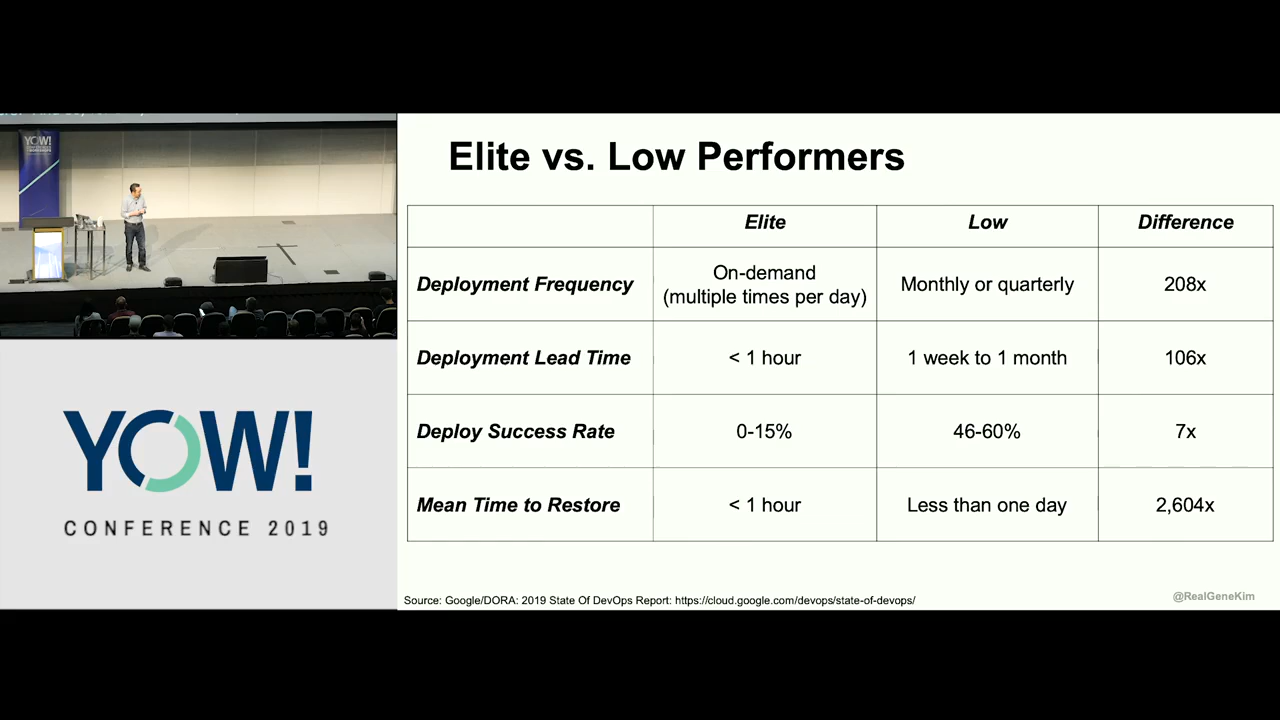 YOW!
YOW!
CONFERENCE 2019
Elite vs. Low Performers
Elite Low Difference
Deployment Frequency On-demand (multiple times per day) Monthly or quarterly 208x
Deployment Lead Time < 1 hour 1 week to 1 month 106x
Deploy Success Rate 0-15% 46-60% 7x
Mean Time to Restore < 1 hour Less than one day 2,604x
Source: Google/DORA: 2019 State Of DevOps Report: https://cloud.google.com/devops/state-of-devops/
@RealGeneKim